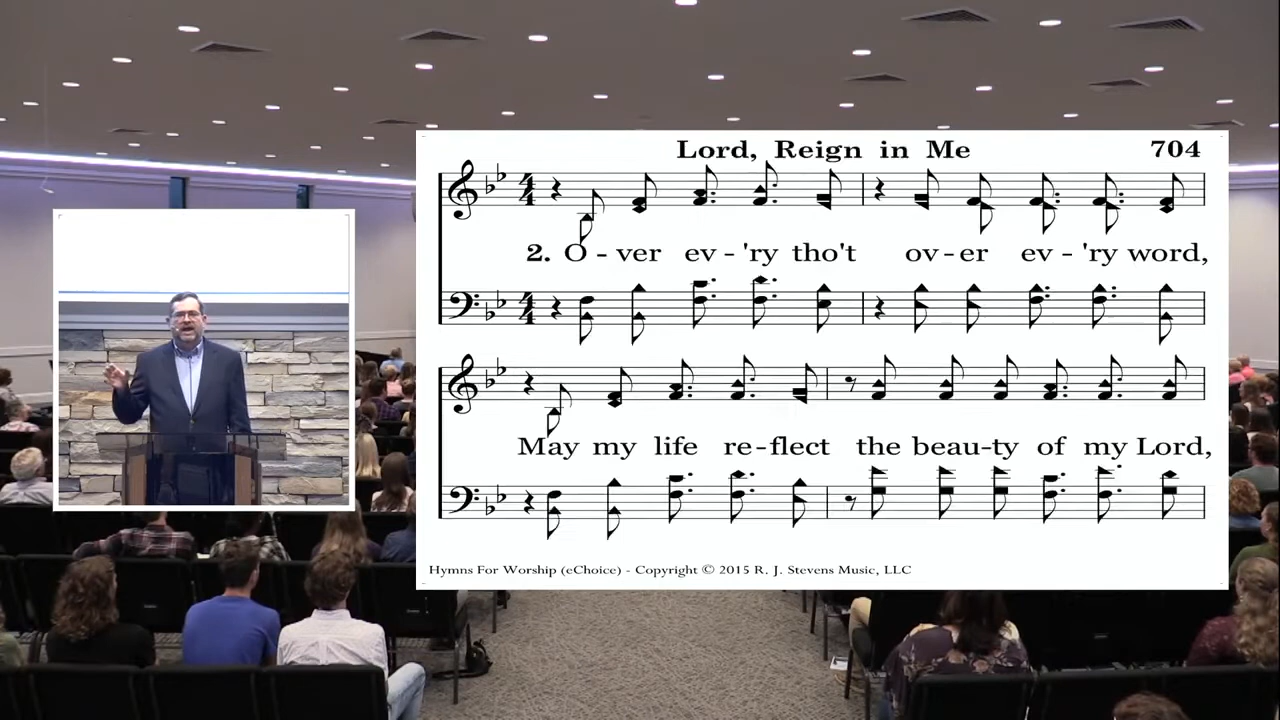 Lord, Reign in Me 704
2. O - ver ev - 'ry tho't ov - er ev - 'ry word,
May my life re - flect the beau - ty of my Lord,
Hymns For Worship (eChoice) - Copyright © 2015 R. J. Stevens Music, LLC